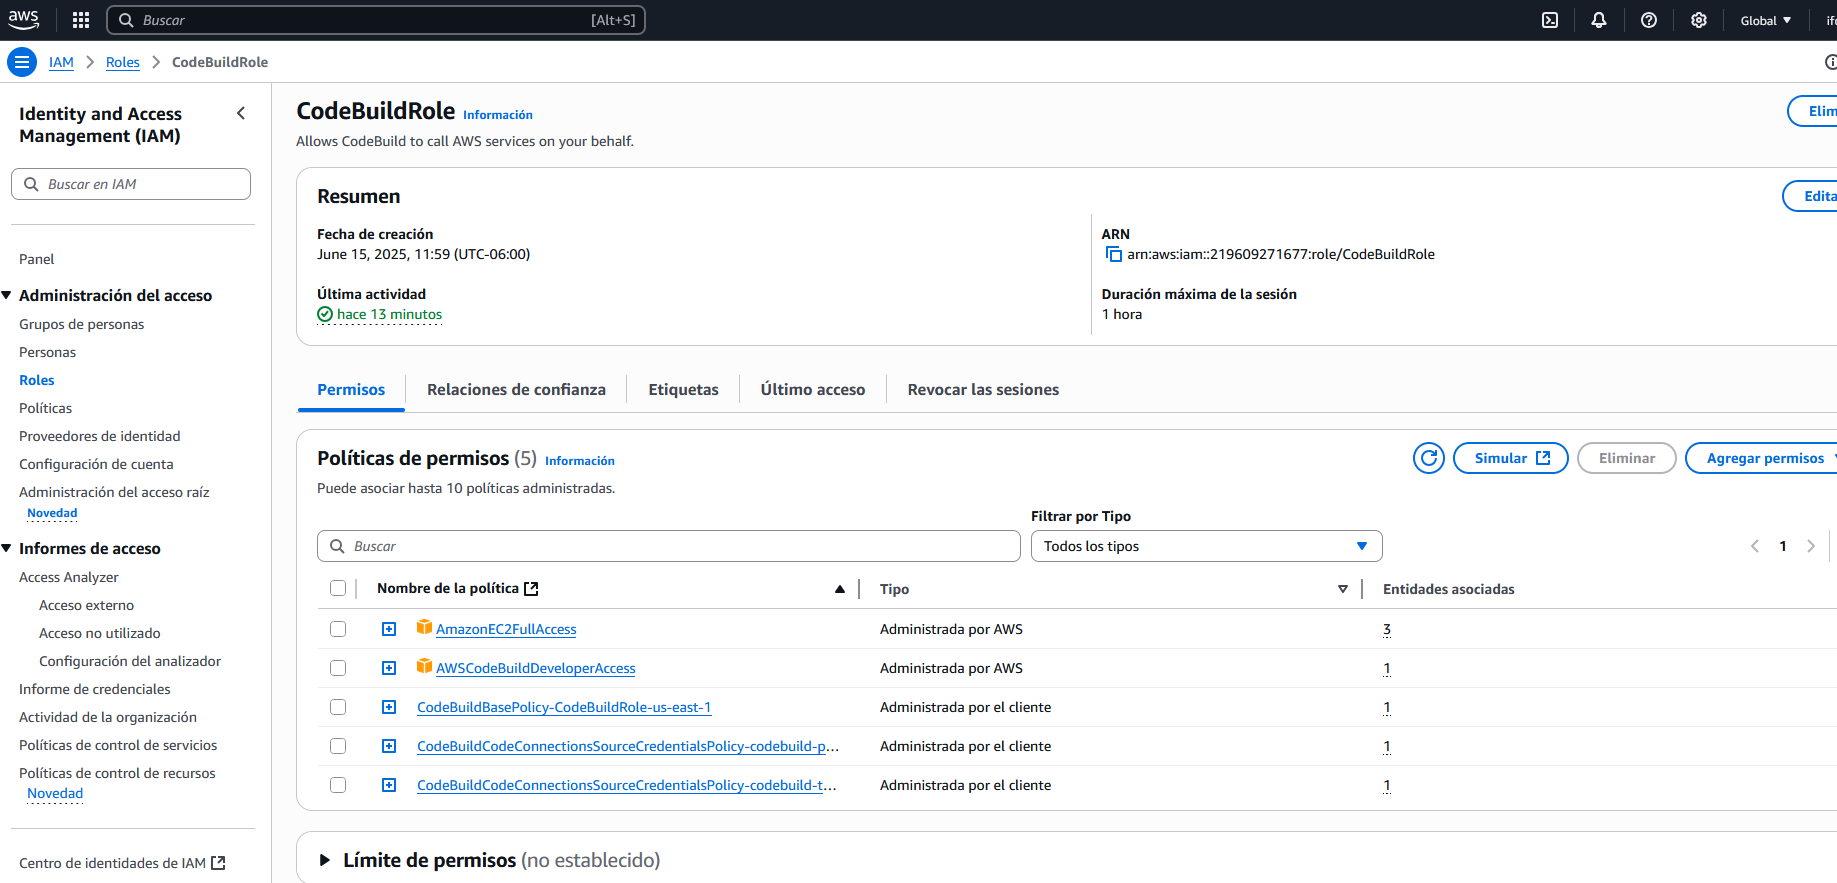 aws
Buscar
[Alt+S]
Global
IAM
Roles
CodeBuildRole
Identity and Access
Management (IAM)
Buscar en IAM
Panel
Administración del acceso
Grupos de personas
Personas
Roles
Políticas
Proveedores de identidad
Configuración de cuenta
Administración del acceso raíz
Novedad
Informes de acceso
Access Analyzer
Acceso externo
Acceso no utilizado
Configuración del analizador
Informe de credenciales
Actividad de la organización
Políticas de control de servicios
Políticas de control de recursos
Novedad
Centro de identidades de IAM
CodeBuildRole Información
Elim
Allows CodeBuild to call AWS services on your behalf.
Resumen
Edita
Fecha de creación
June 15, 2025, 11:59 (UTC-06:00)
ARN
arn:aws:iam::219609271677:role/CodeBuildRole
Última actividad
hace 13 minutos
Duración máxima de la sesión
1 hora
Permisos
Relaciones de confianza
Etiquetas
Último acceso
Revocar las sesiones
Políticas de permisos (5) Información
Simular
Eliminar
Agregar permisos
Puede asociar hasta 10 políticas administradas.
Filtrar por Tipo
Buscar
Todos los tipos
1
Nombre de la política
Tipo
Entidades asociadas
AmazonEC2FullAccess
Administrada por AWS
3
AWSCodeBuildDeveloperAccess
Administrada por AWS
1
CodeBuildBasePolicy-CodeBuildRole-us-east-1
Administrada por el cliente
1
CodeBuildCodeConnectionsSourceCredentialsPolicy-codebuild-p...
Administrada por el cliente
1
CodeBuildCodeConnectionsSourceCredentialsPolicy-codebuild-t...
Administrada por el cliente
1
Límite de permisos (no establecido)